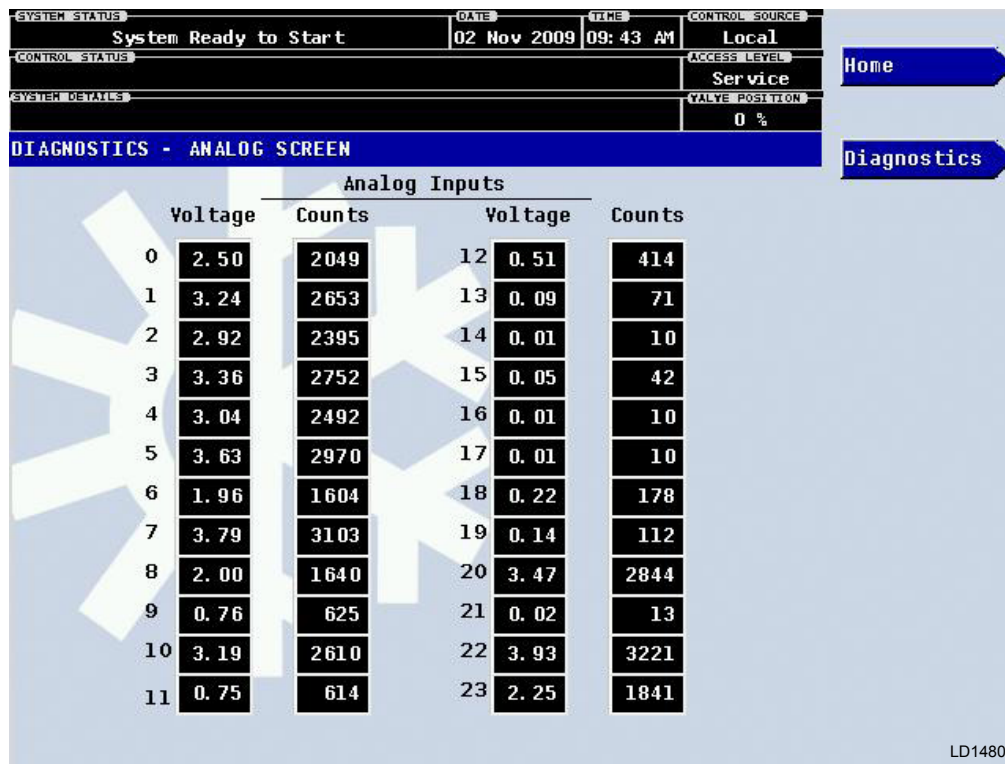 SYSTEM STATUS DATE TIME CONTROL SOURCE
System Ready to Start 02 Nov 2009 09:43 AM Local
CONTROL STATUS ACCESS LEVEL
Service
Home
SYSTEM DETAILS VALVE POSITION
0 %
DIAGNOSTICS - ANALOG SCREEN
Diagnostics
Analog Inputs
Voltage Counts Voltage Counts
0 2.50 2049 12 0.51 414
1 3.24 2653 13 0.09 71
2 2.92 2395 14 0.01 10
3 3.36 2752 15 0.05 42
4 3.04 2492 16 0.01 10
5 3.63 2970 17 0.01 10
6 1.96 1604 18 0.22 178
7 3.79 3103 19 0.14 112
8 2.00 1640 20 3.47 2844
9 0.76 625 21 0.02 13
10 3.19 2610 22 3.93 3221
11 0.75 614 23 2.25 1841
LD1480